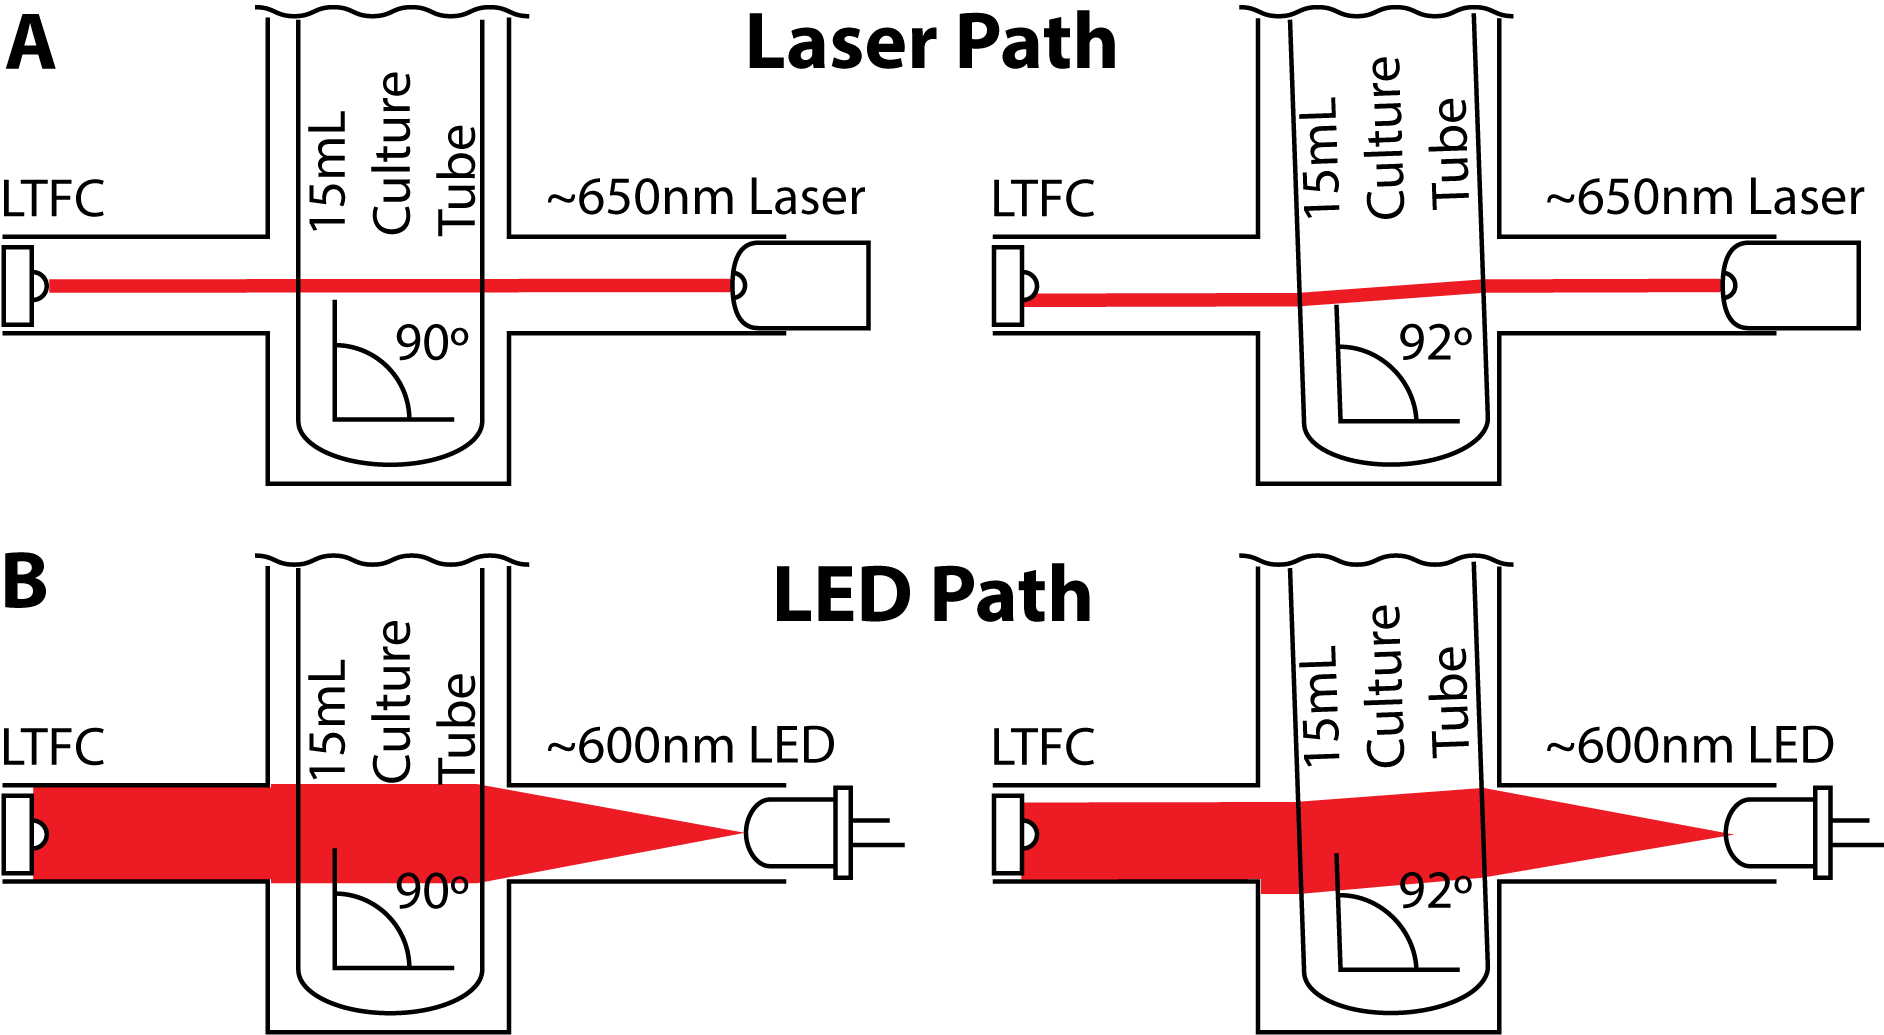 A
Laser Path
LTFC
15mL
Culture
Tube
~650nm Laser
90º
LTFC
15mL
Culture
Tube
~650nm Laser
92º
B
LED Path
LTFC
15mL
Culture
Tube
~600nm LED
90º
LTFC
15mL
Culture
Tube
~600nm LED
92º